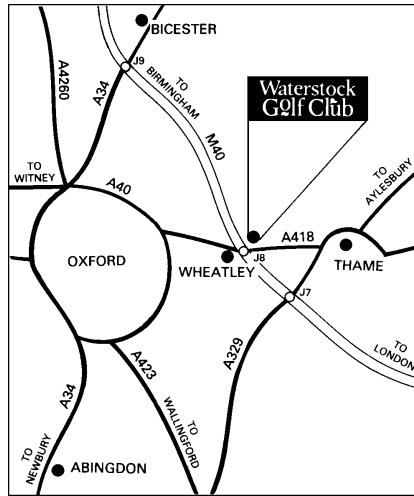 BICESTER
J9
A4260
A34
TO
BIRMINGHAM
Waterstock
Golf Club
M40
TO
WITNEY
A40
TO
AYLESBURY
A418
OXFORD
WHEATLEY
J8
THAME
J7
A329
TO
LONDON
A423
A34
TO
WALLINGFORD
TO
NEWBURY
ABINGDON